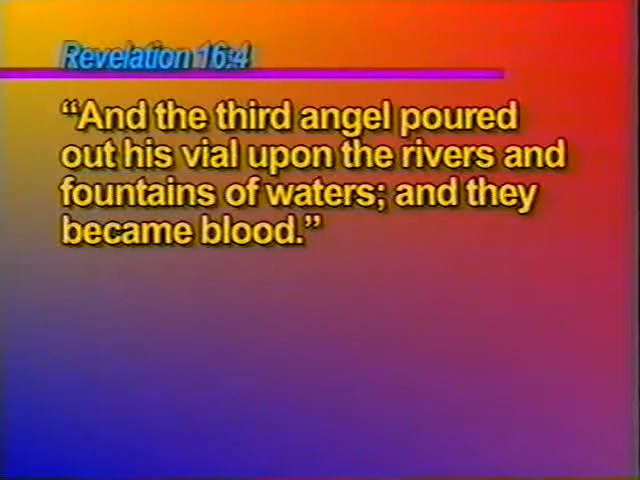 Revelation 16:4
“And the third angel poured
out his vial upon the rivers and
fountains of waters; and they
became blood.”